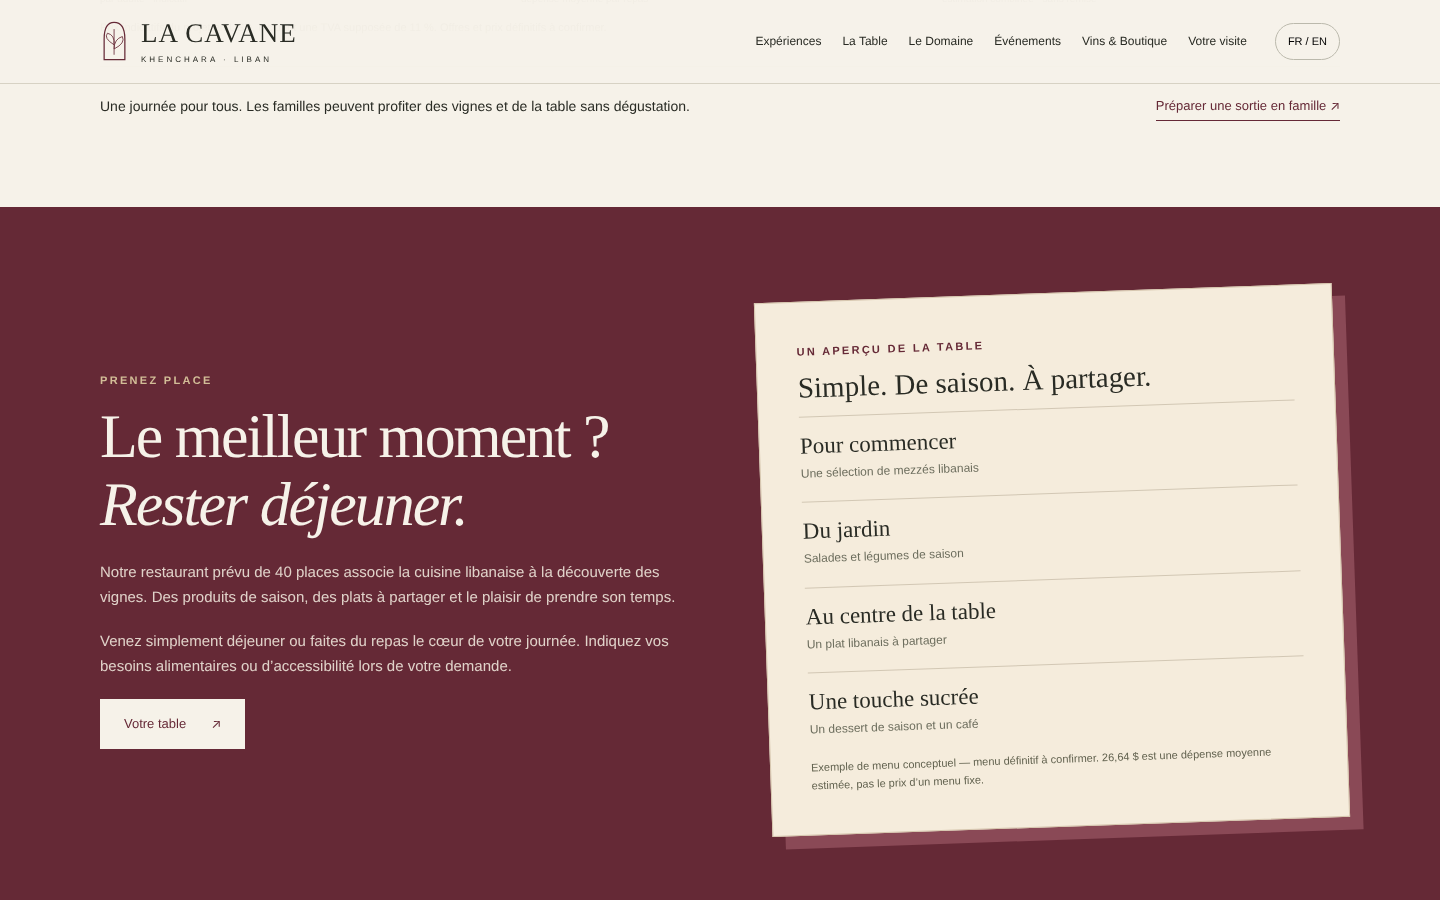 LA CAVANE
KHENCHARA · LIBAN
Expériences
La Table
Le Domaine
Événements
Vins & Boutique
Votre visite
FR / EN
Une journée pour tous. Les familles peuvent profiter des vignes et de la table sans dégustation.
Préparer une sortie en famille ↗
PRENEZ PLACE
Le meilleur moment ?
Rester déjeuner.
Notre restaurant prévu de 40 places associe la cuisine libanaise à la découverte des
vignes. Des produits de saison, des plats à partager et le plaisir de prendre son temps.
Venez simplement déjeuner ou faites du repas le cœur de votre journée. Indiquez vos
besoins alimentaires ou d’accessibilité lors de votre demande.
Votre table ↗
UN APERÇU DE LA TABLE
Simple. De saison. À partager.
Pour commencer
Une sélection de mezzés libanais
Du jardin
Salades et légumes de saison
Au centre de la table
Un plat libanais à partager
Une touche sucrée
Un dessert de saison et un café
Exemple de menu conceptuel — menu définitif à confirmer. 26,64 $ est une dépense moyenne
estimée, pas le prix d’un menu fixe.